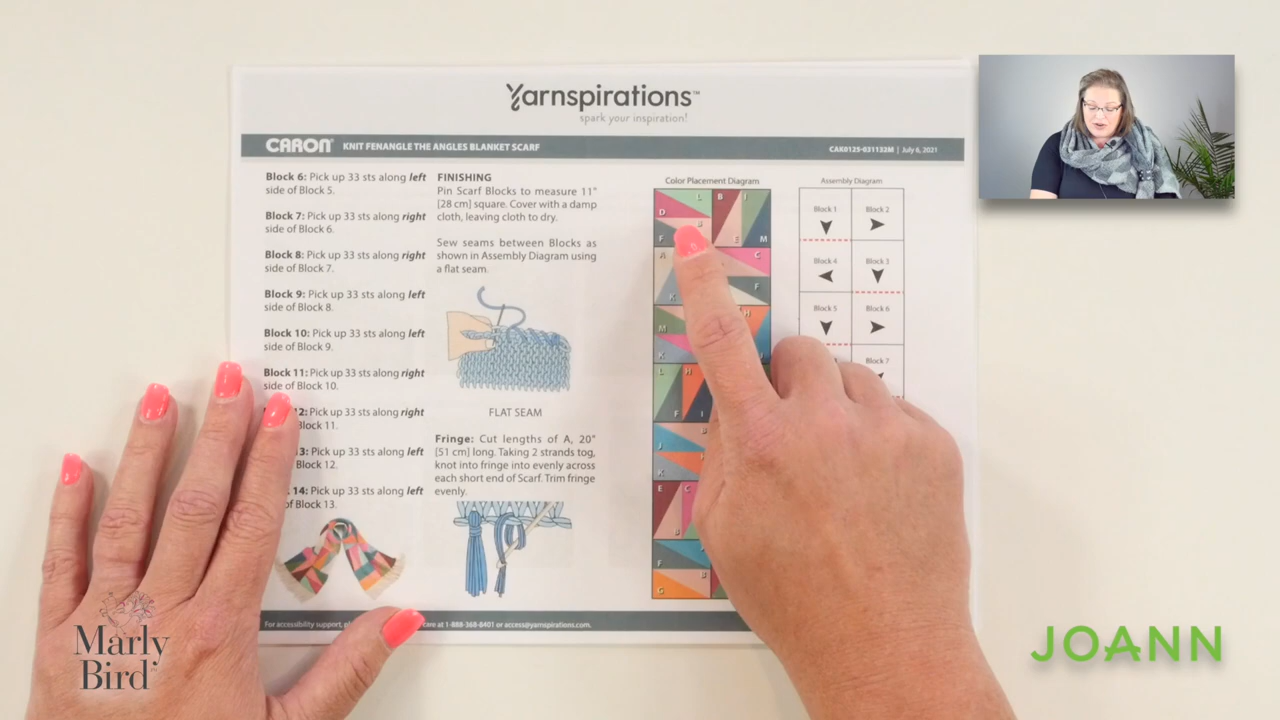 Yarnspirations™
spark your inspiration!
CARON® KNIT FENANGLE THE ANGLES BLANKET SCARF
CAK0125-031133M | July 6, 2021
Block 6: Pick up 33 sts along left
side of Block 5.
Block 7: Pick up 33 sts along right
side of Block 6.
Block 8: Pick up 33 sts along right
side of Block 7.
Block 9: Pick up 33 sts along left
side of Block 8.
Block 10: Pick up 33 sts along left
side of Block 9.
Block 11: Pick up 33 sts along right
side of Block 10.
12: Pick up 33 sts along right
Block 11.
3: Pick up 33 sts along left
Block 12.
14: Pick up 33 sts along left
of Block 13.
FINISHING
Pin Scarf Blocks to measure 11"
[28 cm] square. Cover with a damp
cloth, leaving cloth to dry.
Sew seams between Blocks as
shown in Assembly Diagram using
a flat seam.
FLAT SEAM
Fringe: Cut lengths of A, 20"
[51 cm] long. Taking 2 strands tog,
knot into fringe into evenly across
each short end of Scarf. Trim fringe
evenly.
Color Placement Diagram
L B I
D
F E M
A C
F
K
M H
K
L H
F I
J
K
E C
B
F
G B
Assembly Diagram
Block 1 Block 2
Block 4 Block 3
Block 5 Block 6
Block 7
For accessibility support, care at 1-888-368-8401 or access@yarnspirations.com.
Marly
Bird
JOANN